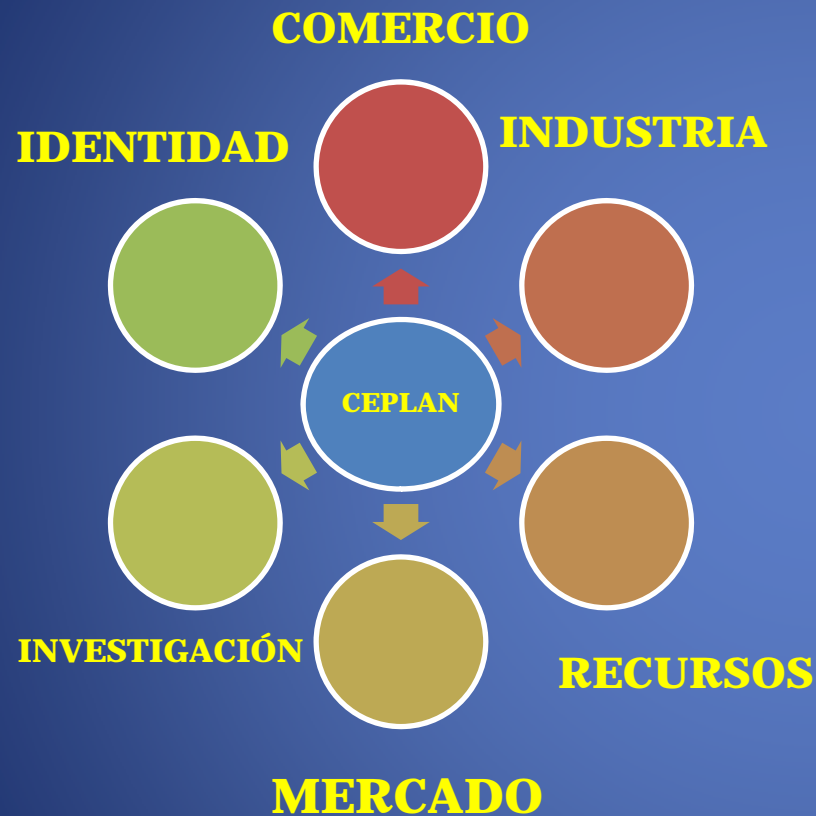 COMERCIO
INDUSTRIA
IDENTIDAD
CEPLAN
INVESTIGACIÓN
RECURSOS
MERCADO